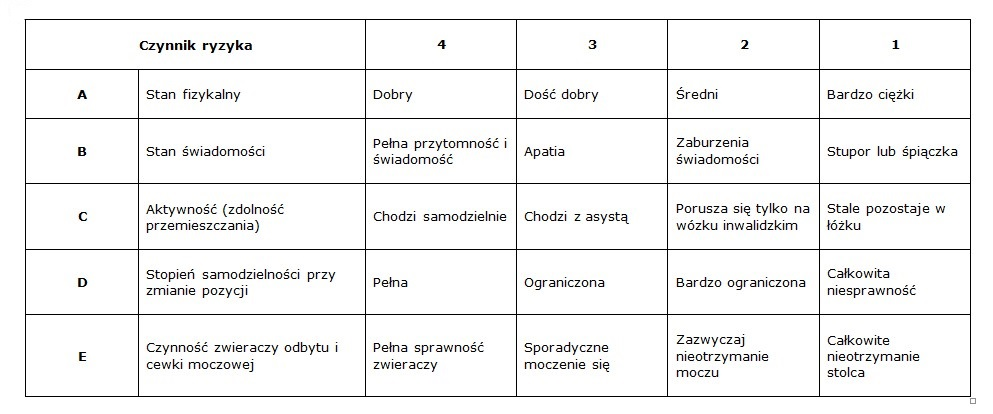 Czynnik ryzyka 4 3 2 1
A Stan fizykalny Dobry Dość dobry Średni Bardzo ciężki
B Stan świadomości Pełna przytomność i świadomość Apatia Zaburzenia świadomości Stupor lub śpiączka
C Aktywność (zdolność przemieszczania) Chodzi samodzielnie Chodzi z asystą Porusza się tylko na wózku inwalidzkim Stale pozostaje w łóżku
D Stopień samodzielności przy zmianie pozycji Pełna Ograniczona Bardzo ograniczona Całkowita niesprawność
E Czynność zwieraczy odbytu i cewki moczowej Pełna sprawność zwieraczy Sporadyczne moczenie się Zazwyczaj nieotrzymanie moczu Całkowite nieotrzymanie stolca